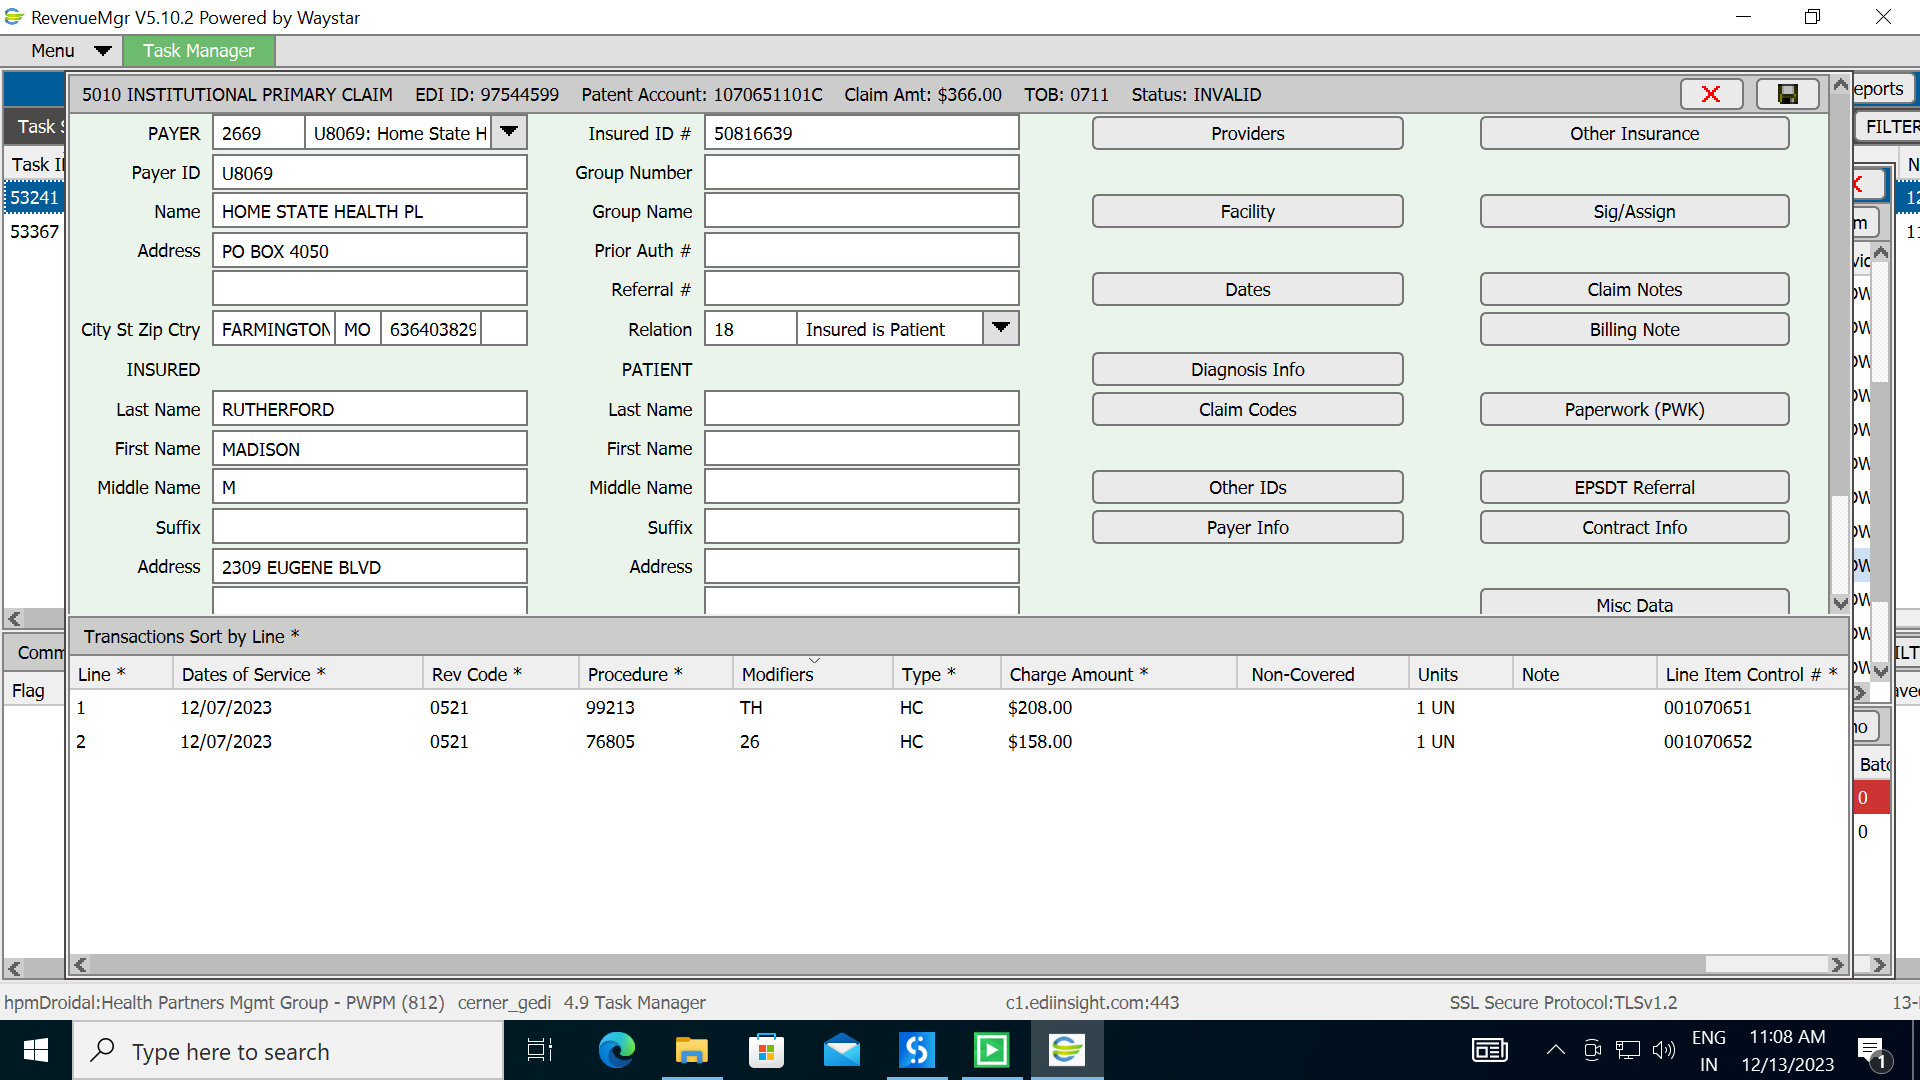 RevenueMgr V5.10.2 Powered by Waystar
Menu Task Manager
5010 INSTITUTIONAL PRIMARY CLAIM EDI ID: 97544599 Patent Account: 1070651101C Claim Amt: $366.00 TOB: 0711 Status: INVALID
eports
Task S
FILTER
Task II
N
53241
12
53367
11
PAYER 2669 U8069: Home State H Insured ID # 50816639 Providers Other Insurance
Payer ID U8069 Group Number
Name HOME STATE HEALTH PL Group Name Facility Sig/Assign
Address PO BOX 4050 Prior Auth #
Referral # Dates Claim Notes
City St Zip Ctry FARMINGTON MO 636403829 Relation 18 Insured is Patient Billing Note
INSURED PATIENT Diagnosis Info
Last Name RUTHERFORD Last Name Claim Codes Paperwork (PWK)
First Name MADISON First Name
Middle Name M Middle Name Other IDs EPSDT Referral
Suffix Suffix Payer Info Contract Info
Address 2309 EUGENE BLVD Address
Misc Data
Comm
Flag
Transactions Sort by Line *
Line * Dates of Service * Rev Code * Procedure * Modifiers Type * Charge Amount * Non-Covered Units Note Line Item Control # *
1 12/07/2023 0521 99213 TH HC $208.00 1 UN 001070651
2 12/07/2023 0521 76805 26 HC $158.00 1 UN 001070652
Batc
0
0
hpmDroidal:Health Partners Mgmt Group - PWPM (812) cerner_gedi 4.9 Task Manager c1.ediinsight.com:443 SSL Secure Protocol:TLSv1.2 13-
Type here to search
ENG
IN
11:08 AM
12/13/2023
1